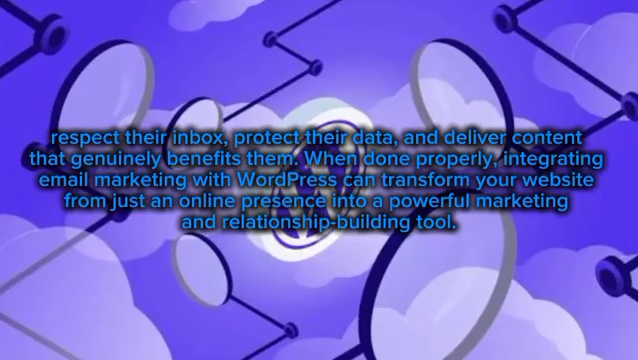 respect their inbox, protect their data, and deliver content
that genuinely benefits them. When done properly, integrating
email marketing with WordPress can transform your website
from just an online presence into a powerful marketing
and relationship-building tool.